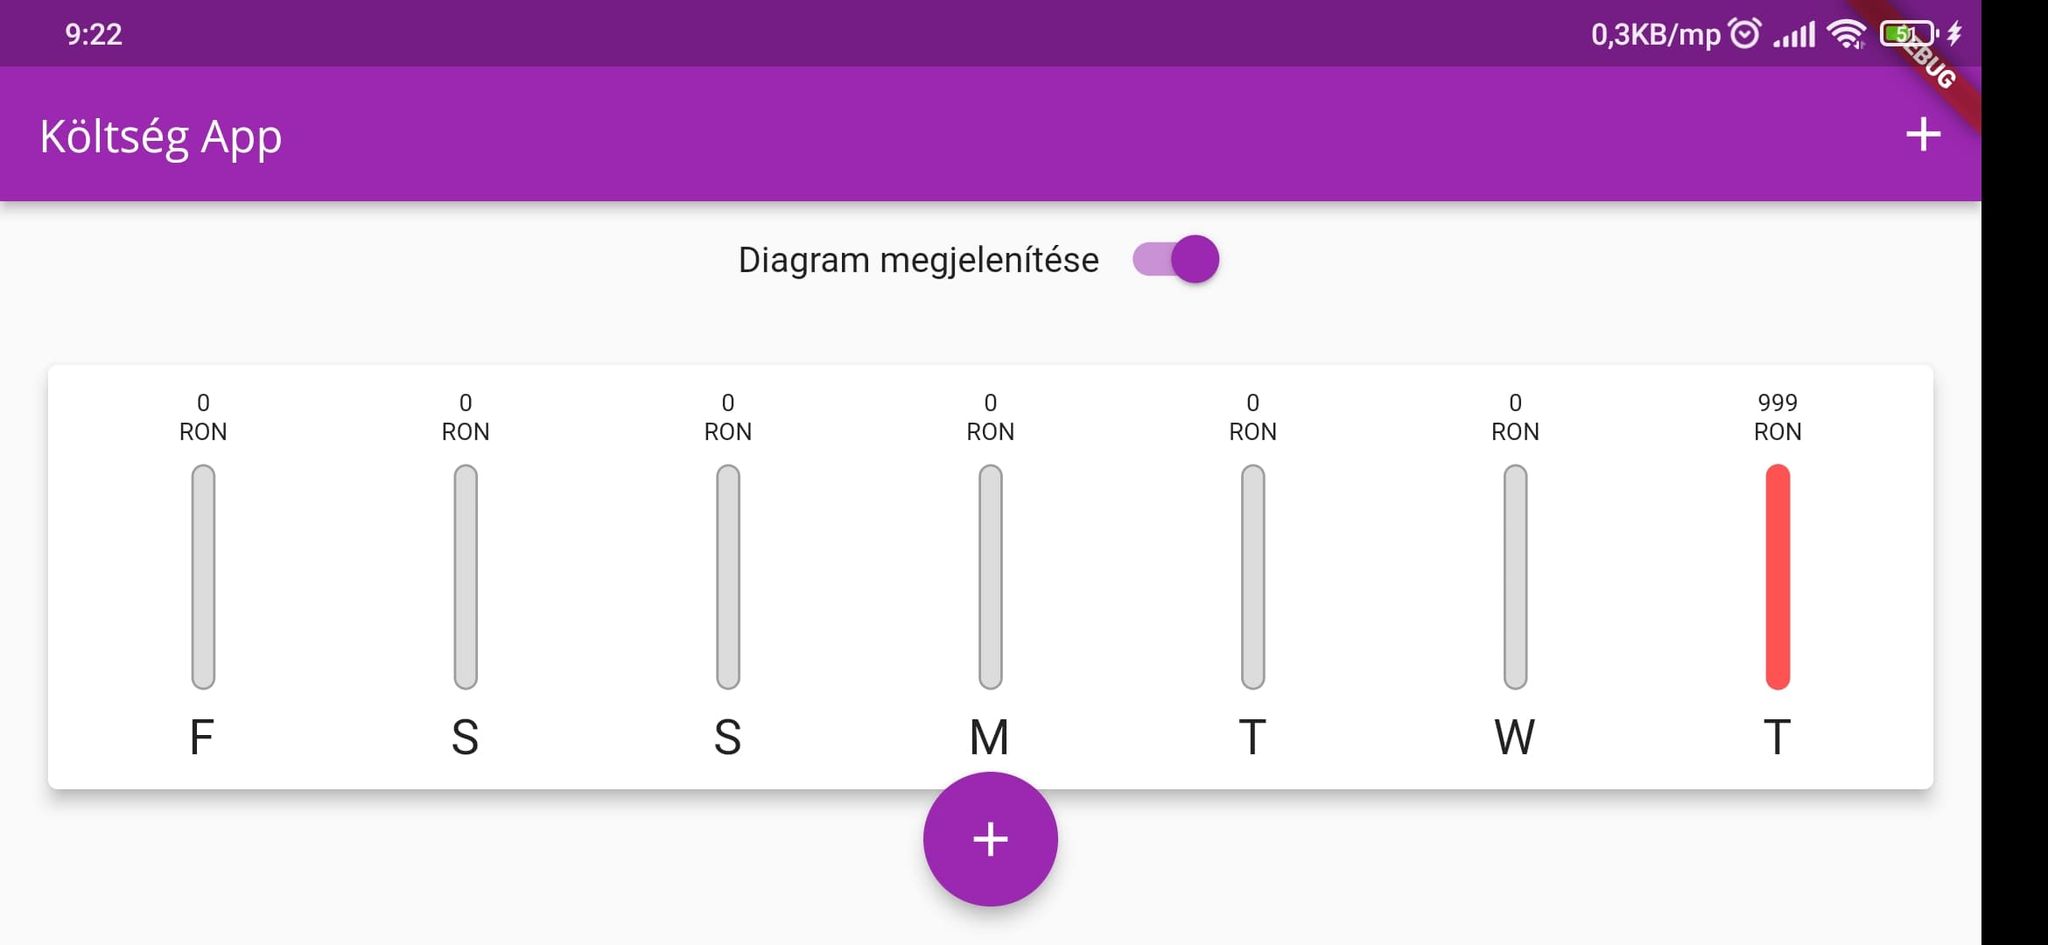 9:22
0,3KB/mp
51
EBUG
Költség App
+
Diagram megjelenítése
0 0 0 0 0 0 999
RON RON RON RON RON RON RON
F S S M T W T
+